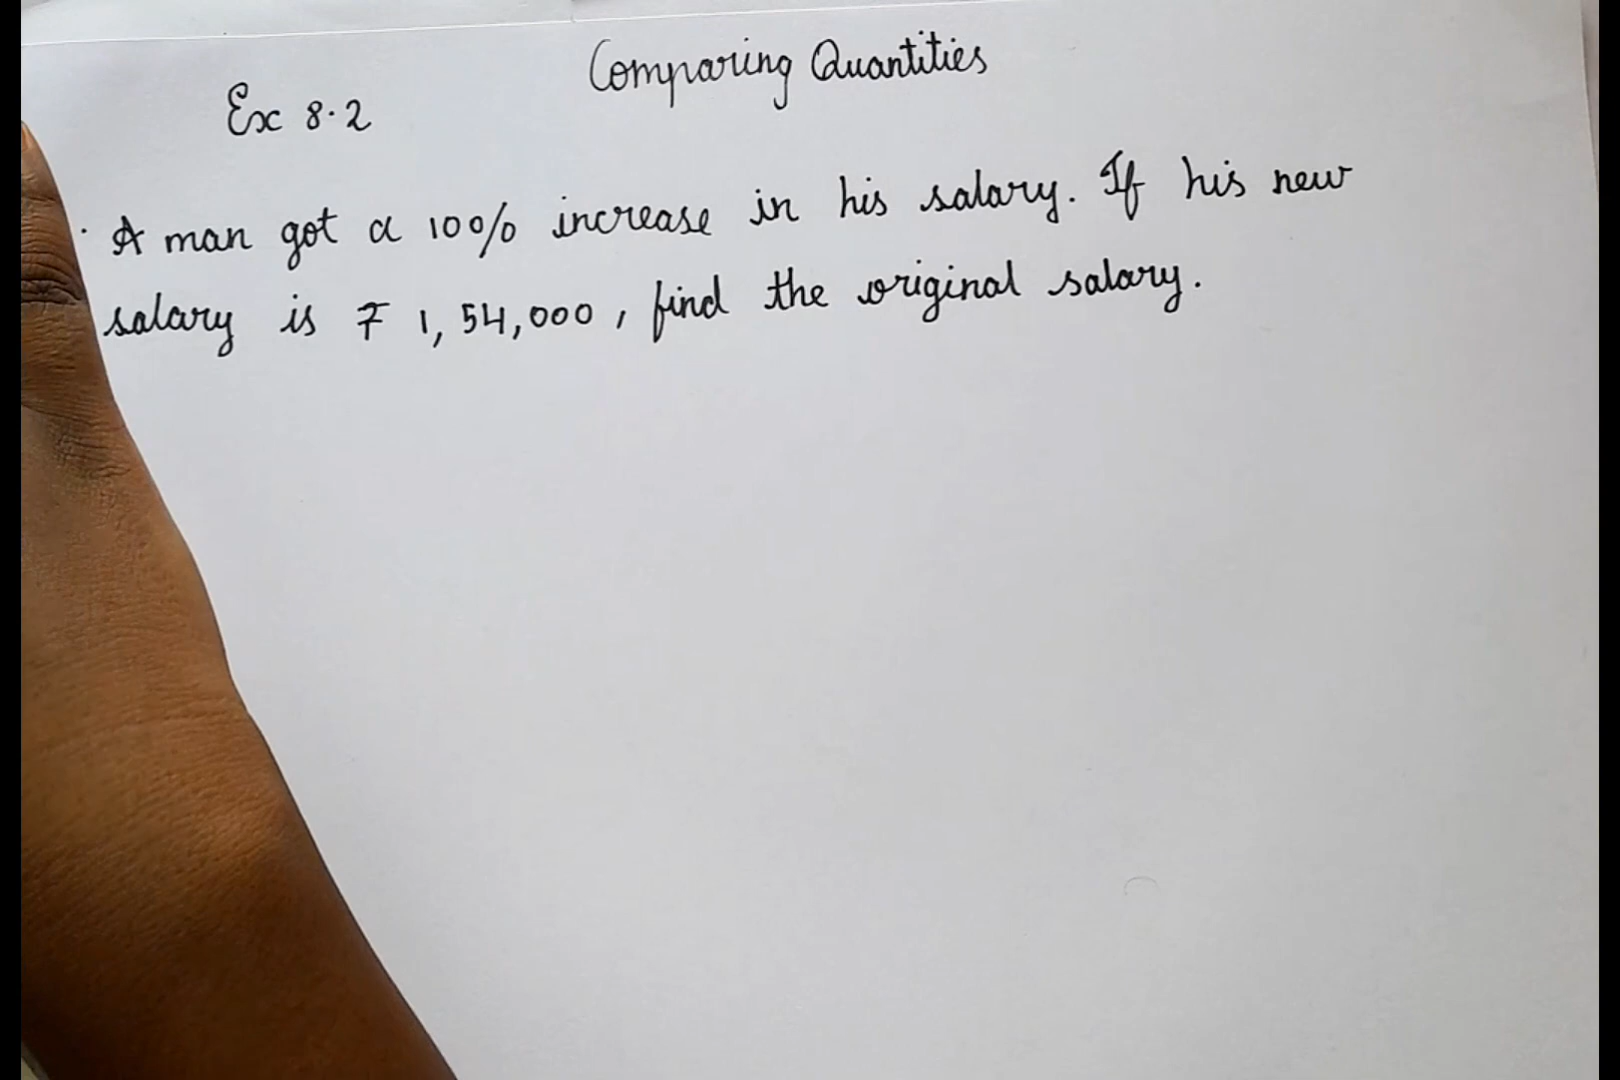 Comparing Quantities
Ex 8.2
A man got a 10% increase in his salary. If his new
salary is ₹ 1,54,000, find the original salary.